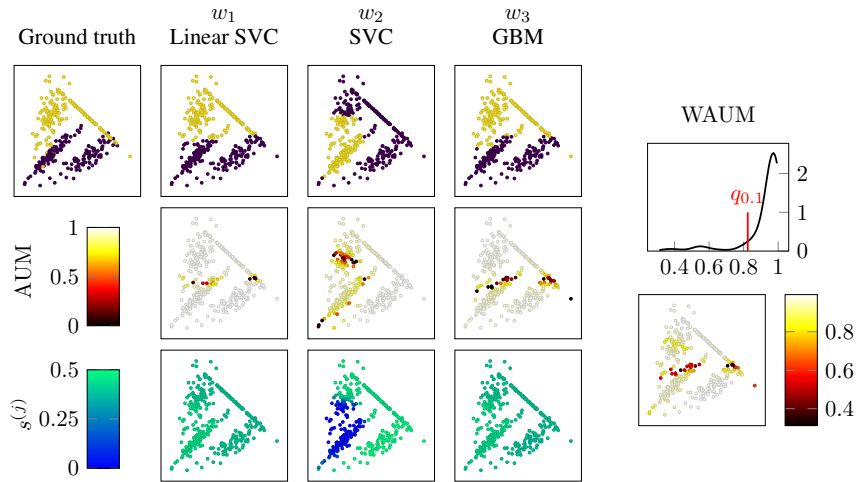 w₁ w₂ w₃
Ground truth Linear SVC SVC GBM
WAUM
2
q₀.₁
1
0
0.4 0.6 0.8 1
AUM
1
0.5
0
0.8
0.6
0.4
s⁽ʲ⁾
0.5
0.25
0